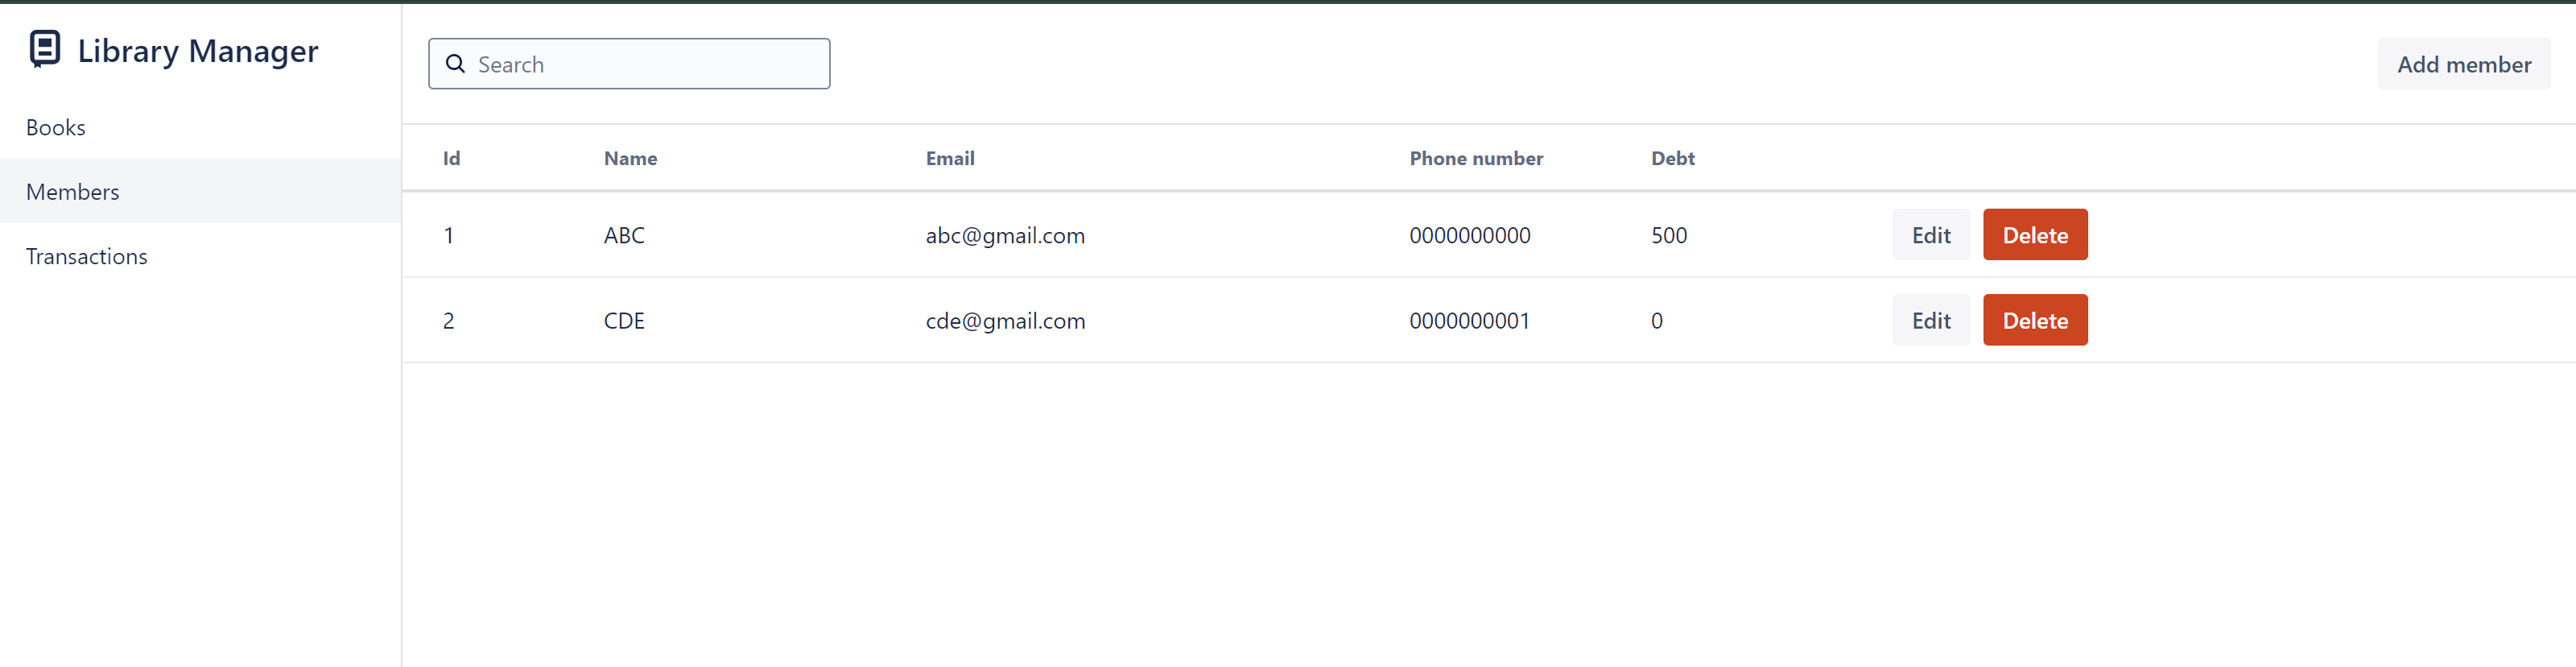 Library Manager
Books
Members
Transactions
Search
Add member
Id Name Email Phone number Debt
1 ABC abc@gmail.com 0000000000 500 Edit Delete
2 CDE cde@gmail.com 0000000001 0 Edit Delete